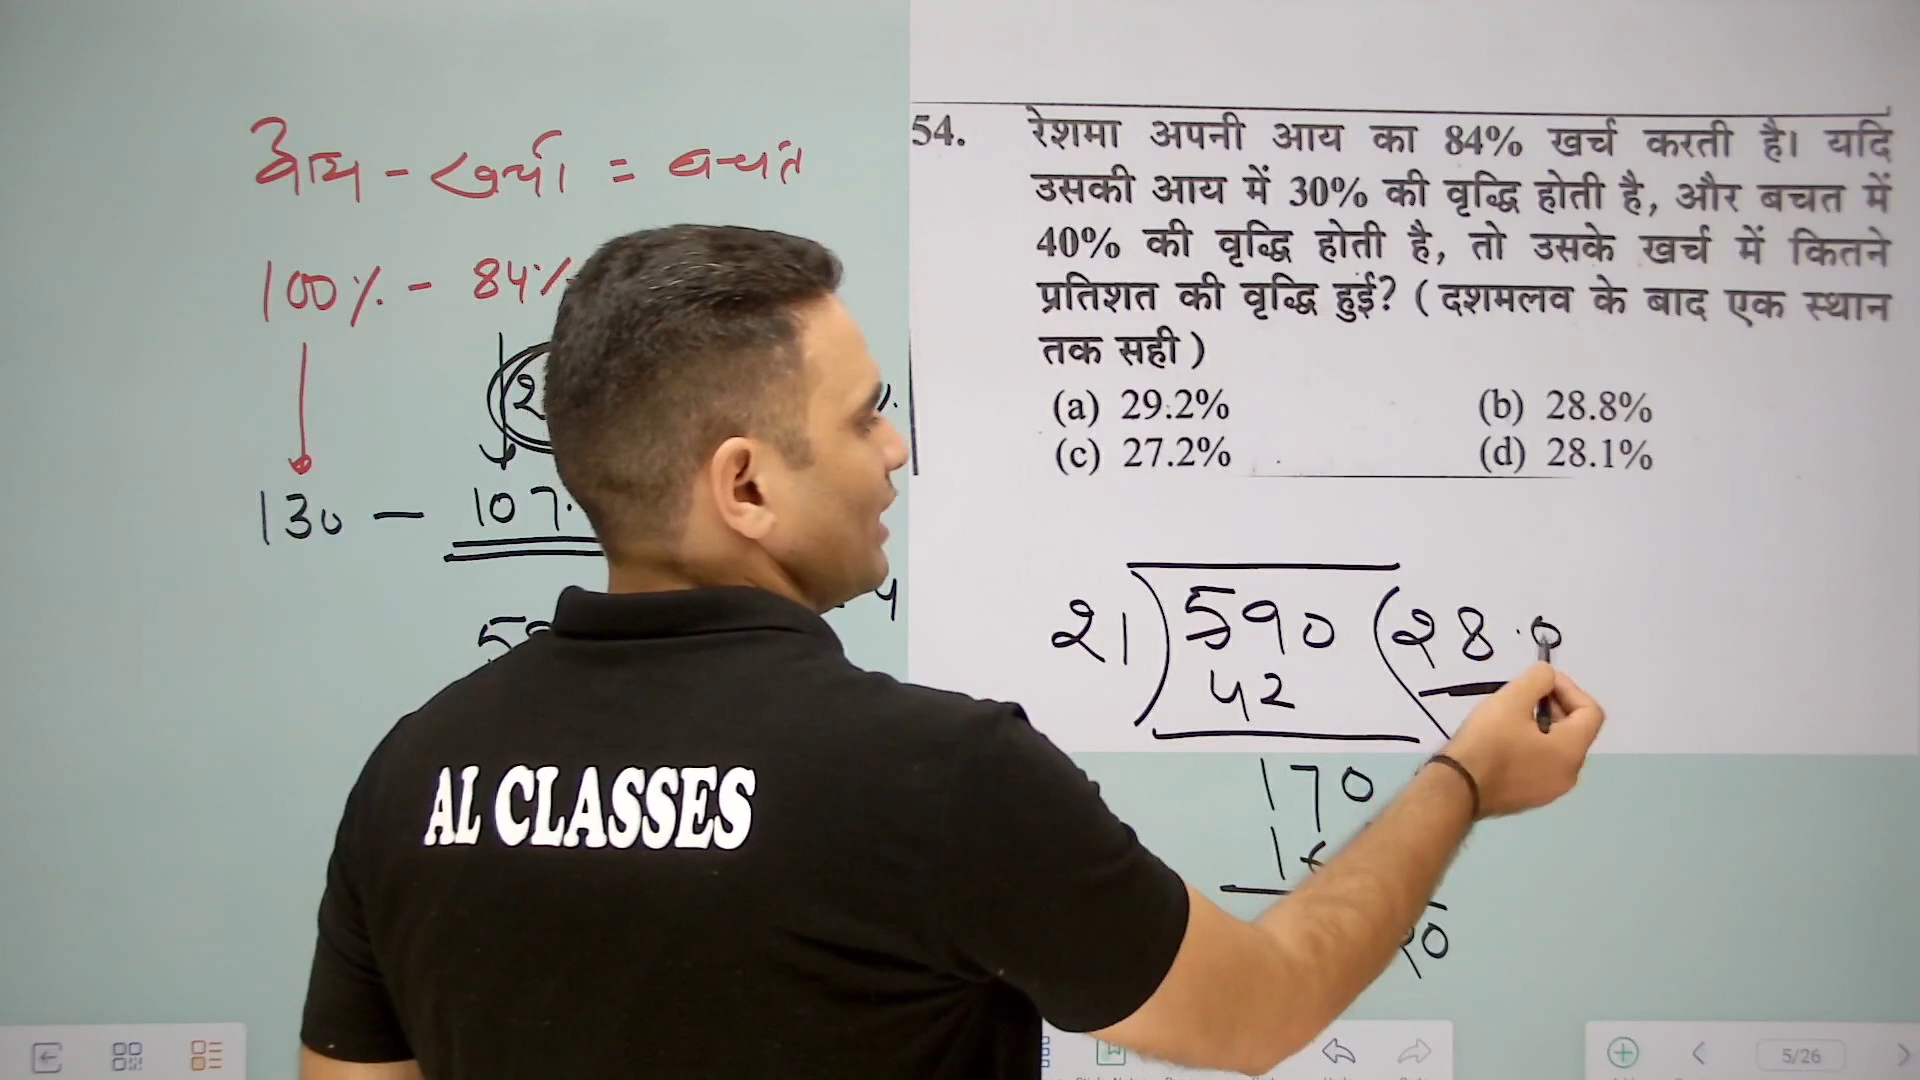 आय - खर्चा = बचत
100% - 84%
%.
130 - 107.
54. रेशमा अपनी आय का 84% खर्च करती है। यदि
उसकी आय में 30% की वृद्धि होती है, और बचत में
40% की वृद्धि होती है, तो उसके खर्च में कितने
प्रतिशत की वृद्धि हुई? ( दशमलव के बाद एक स्थान
तक सही )
(a) 29.2% (b) 28.8%
(c) 27.2% (d) 28.1%
21)590(28.0
42
170
20
AL CLASSES
5/26